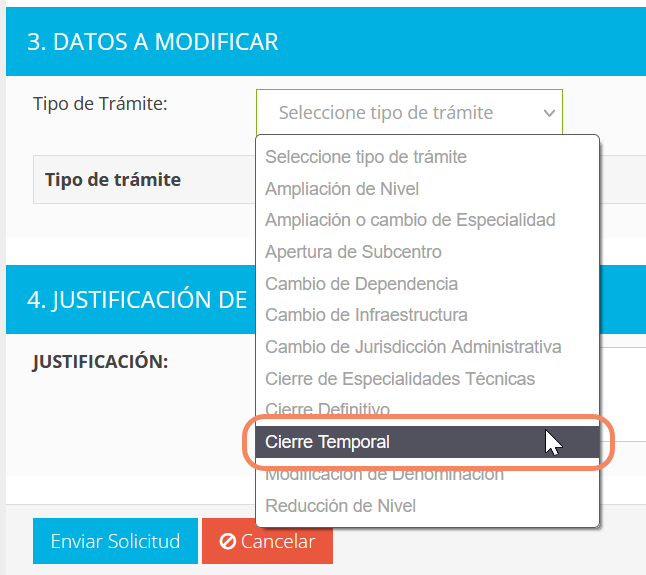 3. DATOS A MODIFICAR
Tipo de Trámite:
Seleccione tipo de trámite
Seleccione tipo de trámite
Tipo de trámite
Ampliación de Nivel
Ampliación o cambio de Especialidad
Apertura de Subcentro
Cambio de Dependencia
4. JUSTIFICACIÓN DE
Cambio de Infraestructura
Cambio de Jurisdicción Administrativa
JUSTIFICACIÓN:
Cierre de Especialidades Técnicas
Cierre Definitivo
Cierre Temporal
Modificación de Denominación
Reducción de Nivel
Enviar Solicitud
Cancelar